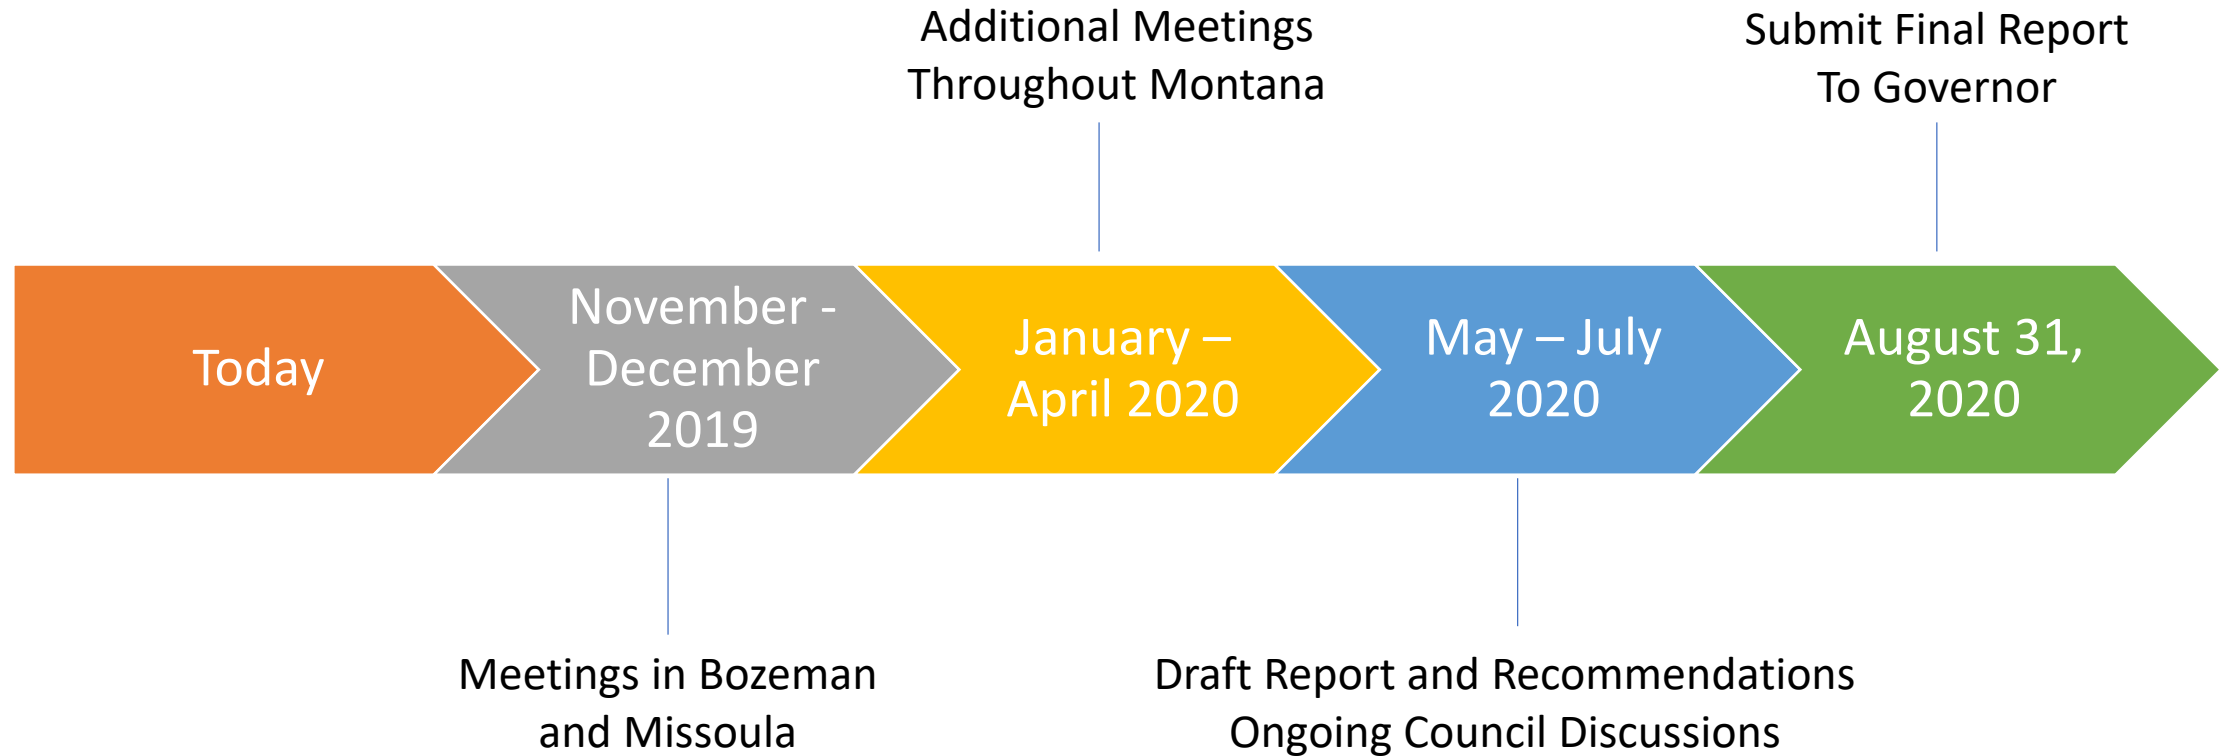 Additional Meetings
Throughout Montana
Submit Final Report
To Governor
Today
November -
December
2019
January –
April 2020
May – July
2020
August 31,
2020
Meetings in Bozeman
and Missoula
Draft Report and Recommendations
Ongoing Council Discussions